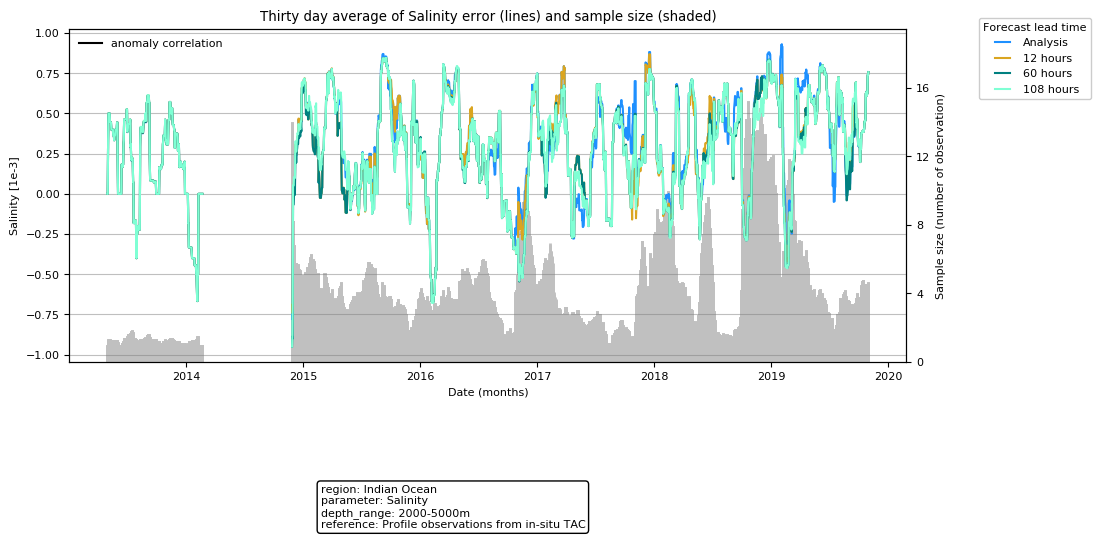 Thirty day average of Salinity error (lines) and sample size (shaded)
Forecast lead time
Analysis
12 hours
60 hours
108 hours
anomaly correlation
1.00
0.75
0.50
0.25
0.00
−0.25
−0.50
−0.75
−1.00
Salinity [1e-3]
16
12
8
4
0
Sample size (number of observation)
2014
2015
2016
2017
2018
2019
2020
Date (months)
region: Indian Ocean
parameter: Salinity
depth_range: 2000-5000m
reference: Profile observations from in-situ TAC